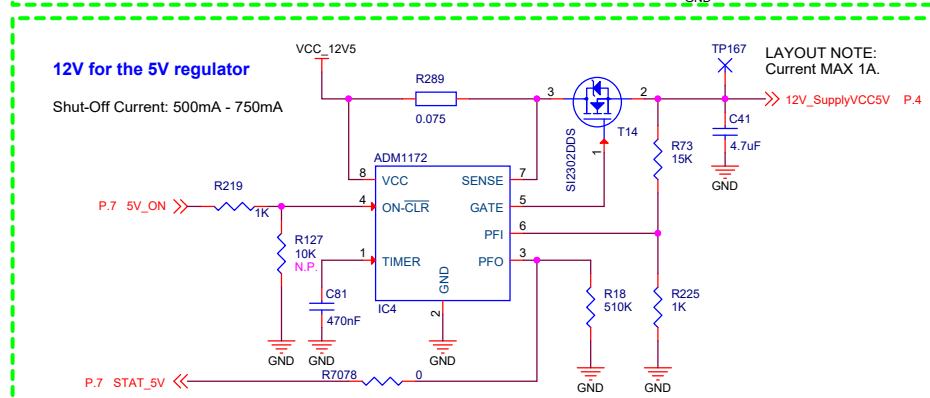 GND
12V for the 5V regulator
Shut-Off Current: 500mA - 750mA
VCC_12V5
R289
0.075
3
2
1
SI2302DDS
T14
TP167
LAYOUT NOTE:
Current MAX 1A.
12V_SupplyVCC5V P.4
C41
4.7uF
GND
R73
15K
ADM1172
8 VCC
SENSE 7
4 ON-CLR
GATE 5
PFI 6
1 TIMER
PFO 3
GND
2
IC4
GND
P.7 5V_ON
R219
1K
R127
10K
N.P.
GND
C81
470nF
GND
R18
510K
GND
R225
1K
GND
P.7 STAT_5V
R7078
0